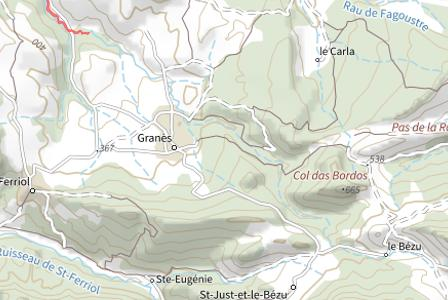 Rau de Fagoustre
400
le Carla
Granès
367
Pas de la R
538
Col das Bordos
665
Ferriol
le Bézu
Ruisseau de St-Ferriol
Ste-Eugénie
St-Just-et-le-Bézu